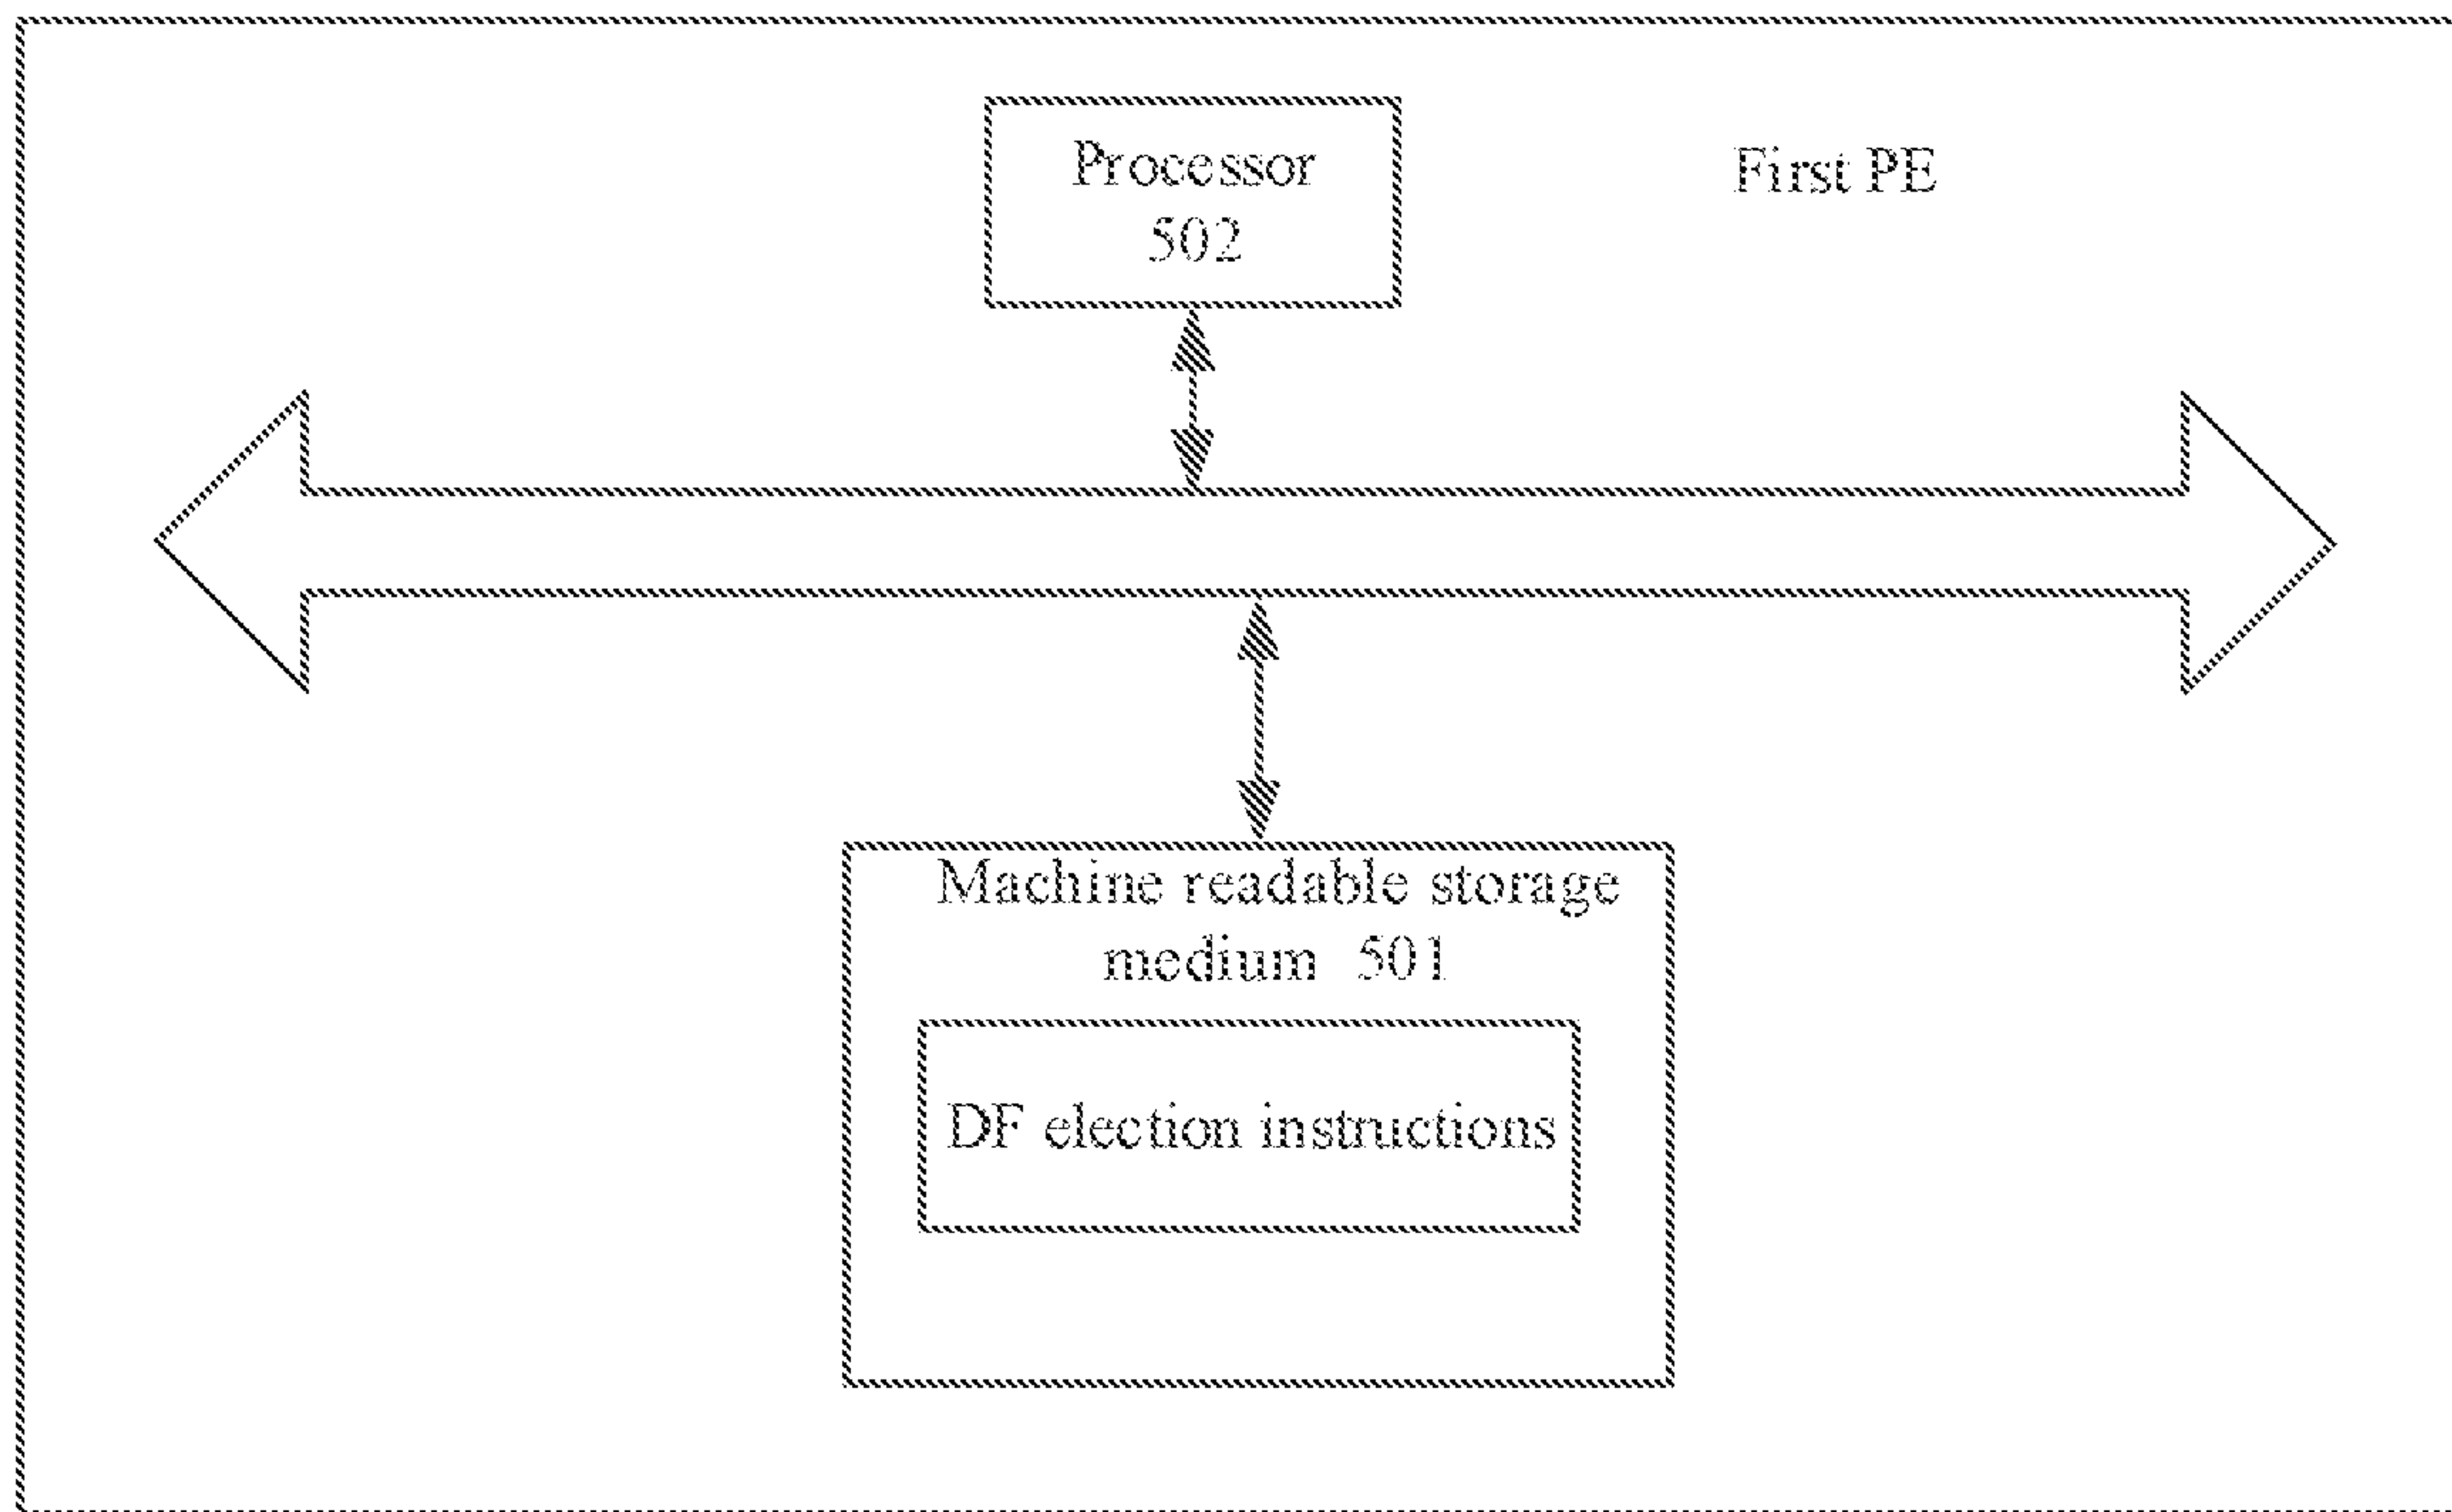 Processor
502
First PE
Machine readable storage
medium 501
DF election instructions